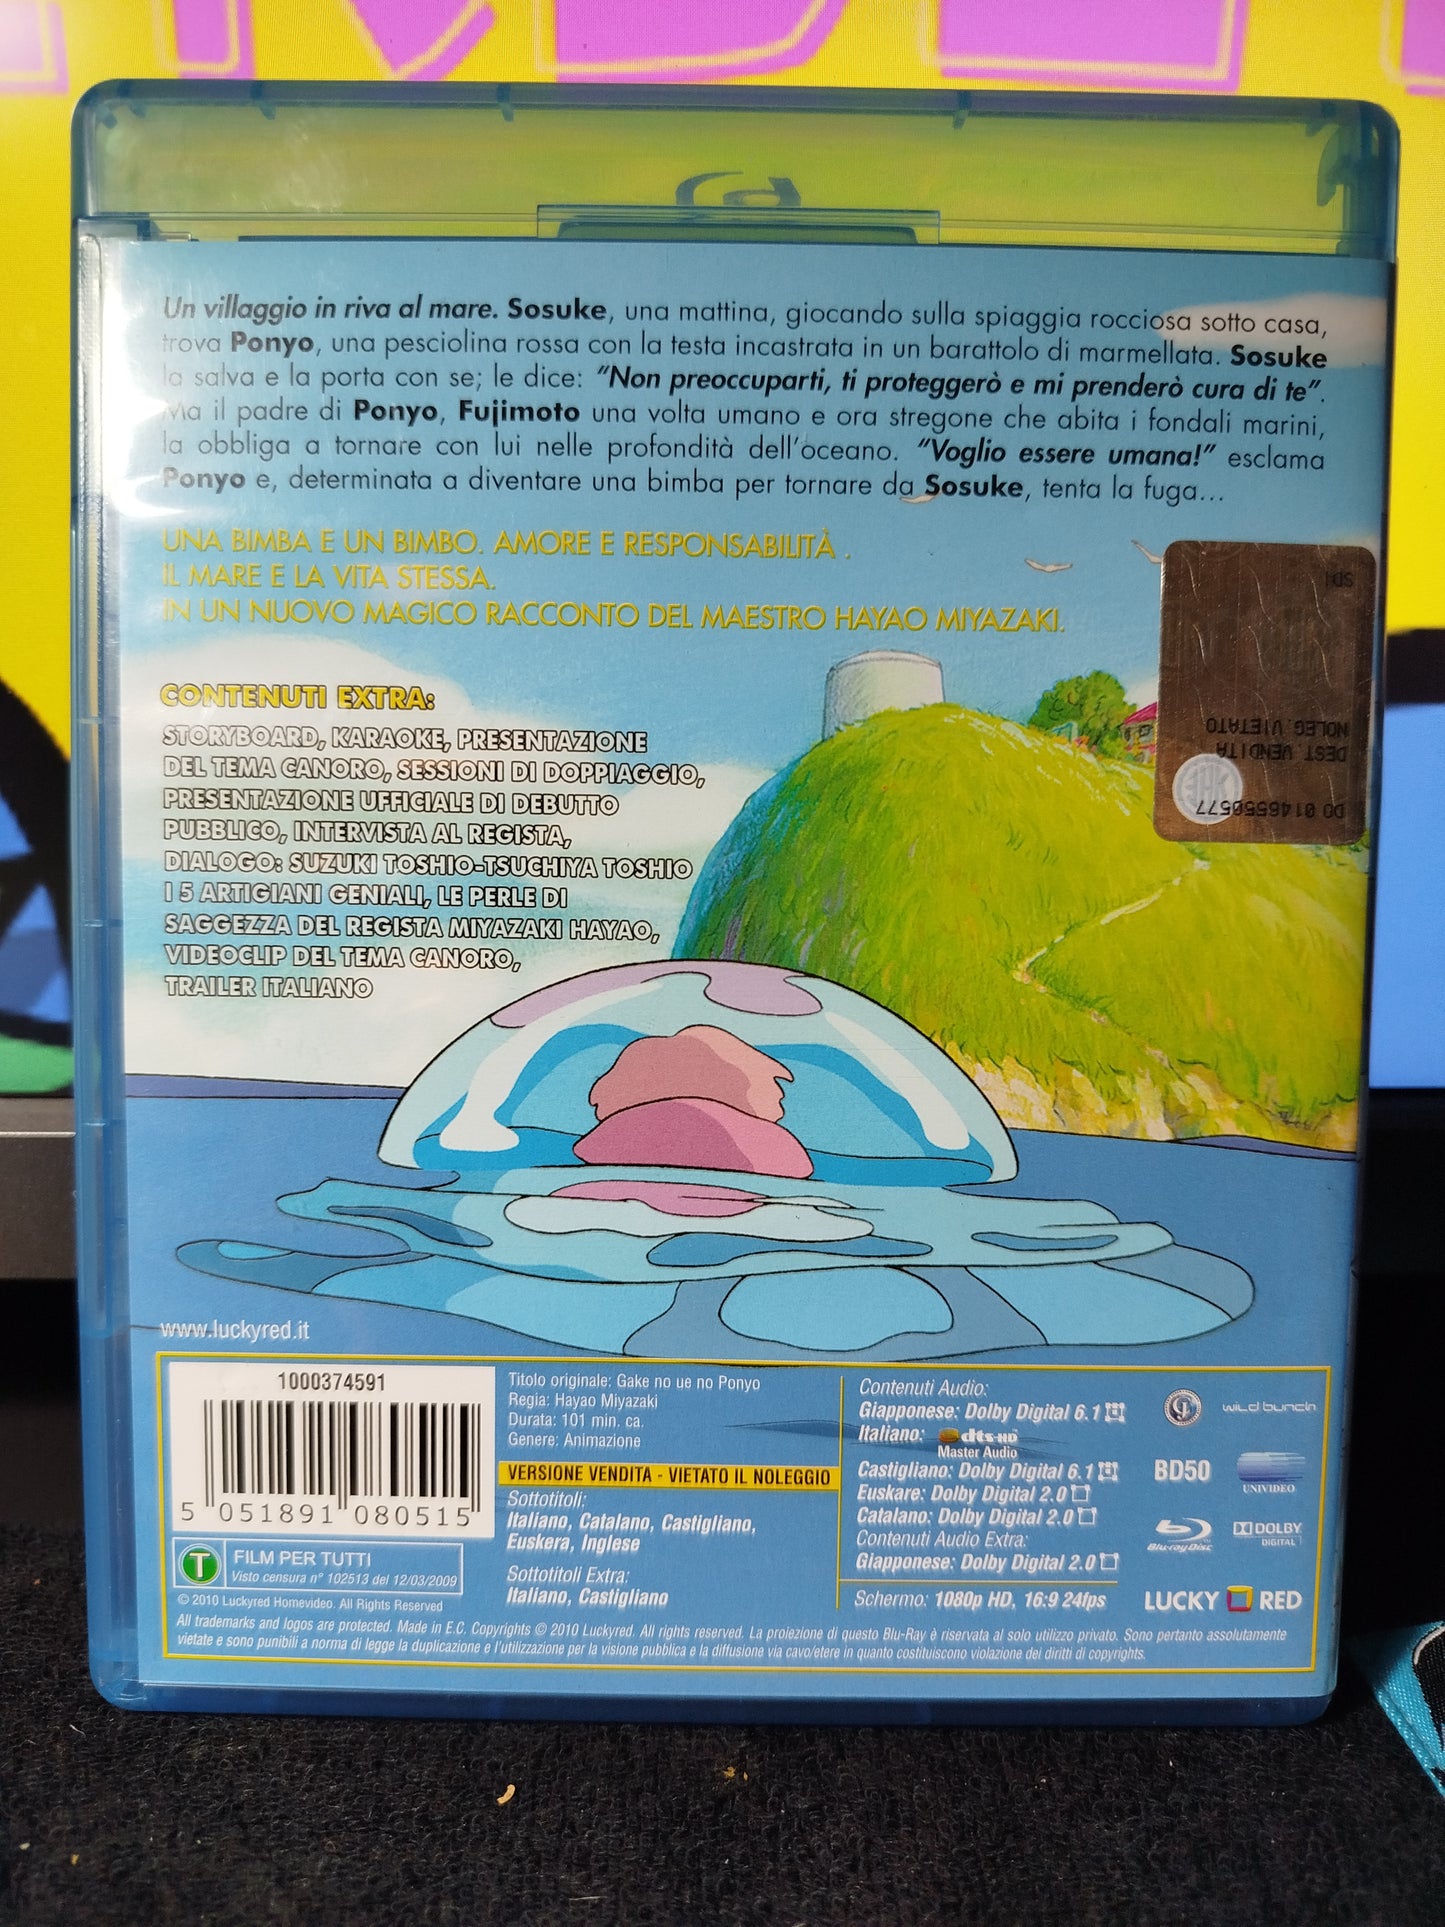 Un villaggio in riva al mare. Sosuke, una mattina, giocando sulla spiaggia rocciosa sotto casa,
trova Ponyo, una pesciolina rossa con la testa incastrata in un barattolo di marmellata. Sosuke
la salva e la porta con se; le dice: “Non preoccuparti, ti proteggerò e mi prenderò cura di te”.
Ma il padre di Ponyo, Fujimoto una volta umano e ora stregone che abita i fondali marini,
la obbliga a tornare con lui nelle profondità dell'oceano. “Voglio essere umana!” esclama
Ponyo e, determinata a diventare una bimba per tornare da Sosuke, tenta la fuga...
UNA BIMBA E UN BIMBO. AMORE E RESPONSABILITÀ .
IL MARE E LA VITA STESSA.
IN UN NUOVO MAGICO RACCONTO DEL MAESTRO HAYAO MIYAZAKI.
SDI
NOLEG.VIETATO
DEST.VENDITA
DO 0146550577
CONTENUTI EXTRA:
STORYBOARD, KARAOKE, PRESENTAZIONE
DEL TEMA CANORO, SESSIONI DI DOPPIAGGIO,
PRESENTAZIONE UFFICIALE DI DEBUTTO
PUBBLICO, INTERVISTA AL REGISTA,
DIALOGO: SUZUKI TOSHIO-TSUCHIYA TOSHIO
I 5 ARTIGIANI GENIALI, LE PERLE DI
SAGGEZZA DEL REGISTA MIYAZAKI HAYAO,
VIDEOCLIP DEL TEMA CANORO,
TRAILER ITALIANO
www.luckyred.it
1000374591
5 051891 080515
T FILM PER TUTTI
Visto censura n° 102513 del 12/03/2009
© 2010 Luckyred Homevideo. All Rights Reserved
Titolo originale: Gake no ue no Ponyo
Regia: Hayao Miyazaki
Durata: 101 min. ca.
Genere: Animazione
VERSIONE VENDITA - VIETATO IL NOLEGGIO
Sottotitoli:
Italiano, Catalano, Castigliano,
Euskera, Inglese
Sottotitoli Extra:
Italiano, Castigliano
Contenuti Audio:
Giapponese: Dolby Digital 6.1
Italiano: dts-HD
Master Audio
Castigliano: Dolby Digital 6.1
Euskare: Dolby Digital 2.0
Catalano: Dolby Digital 2.0
Contenuti Audio Extra:
Giapponese: Dolby Digital 2.0
Schermo: 1080p HD, 16:9 24fps
wild bunch
BD50
UNIVIDEO
Blu-ray Disc
DOLBY
DIGITAL
LUCKY RED
All trademarks and logos are protected. Made in E.C. Copyrights © 2010 Luckyred. All rights reserved. La proiezione di questo Blu-Ray è riservata al solo utilizzo privato. Sono pertanto assolutamente
vietate e sono punibili a norma di legge la duplicazione e l'utilizzazione per la visione pubblica e la diffusione via cavo/etere in quanto costituiscono violazione dei diritti di copyrights.